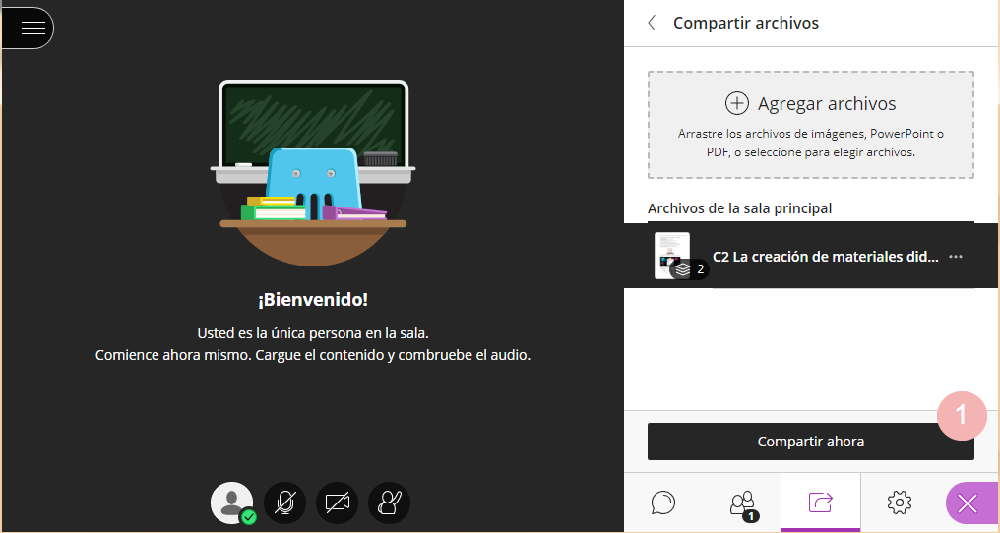 Compartir archivos
Agregar archivos
Arrastre los archivos de imágenes, PowerPoint o
PDF, o seleccione para elegir archivos.
Archivos de la sala principal
2
C2 La creación de materiales did...
¡Bienvenido!
Usted es la única persona en la sala.
Comience ahora mismo. Cargue el contenido y combruebe el audio.
1
Compartir ahora
1